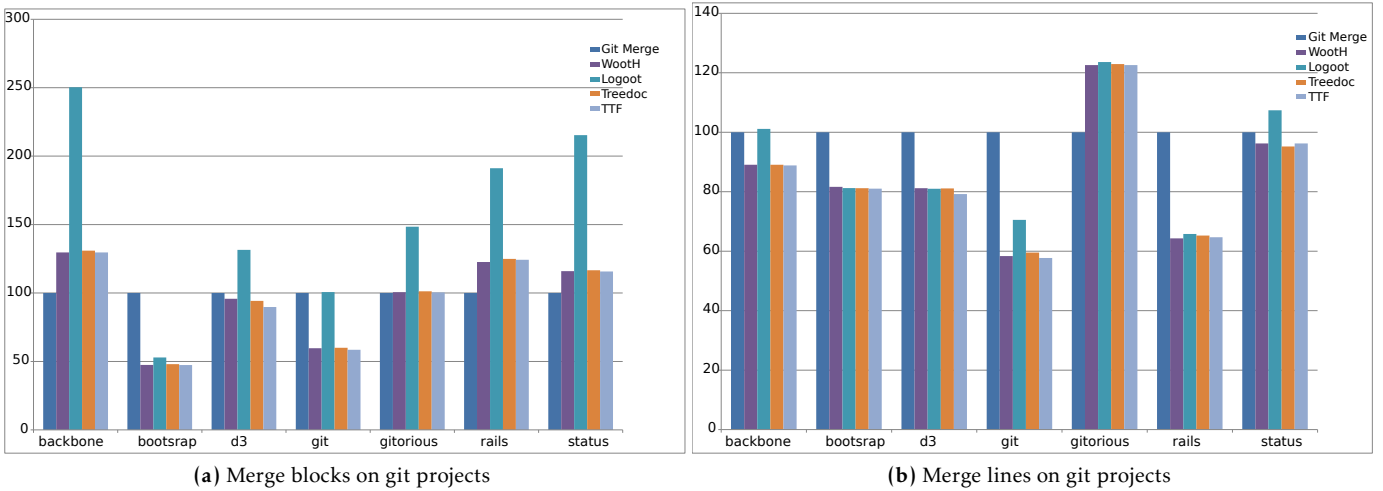 300
250
200
150
100
50
0
Git Merge
WootH
Logoot
Treedoc
TTF
backbone bootsrap d3 git gitorious rails status
(a) Merge blocks on git projects
140
120
100
80
60
40
20
0
Git Merge
WootH
Logoot
Treedoc
TTF
backbone bootsrap d3 git gitorious rails status
(b) Merge lines on git projects